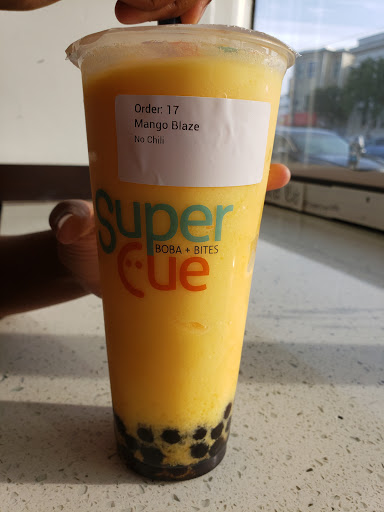 Order: 17
Mango Blaze
No Chili
Super
BOBA + BITES
Cue